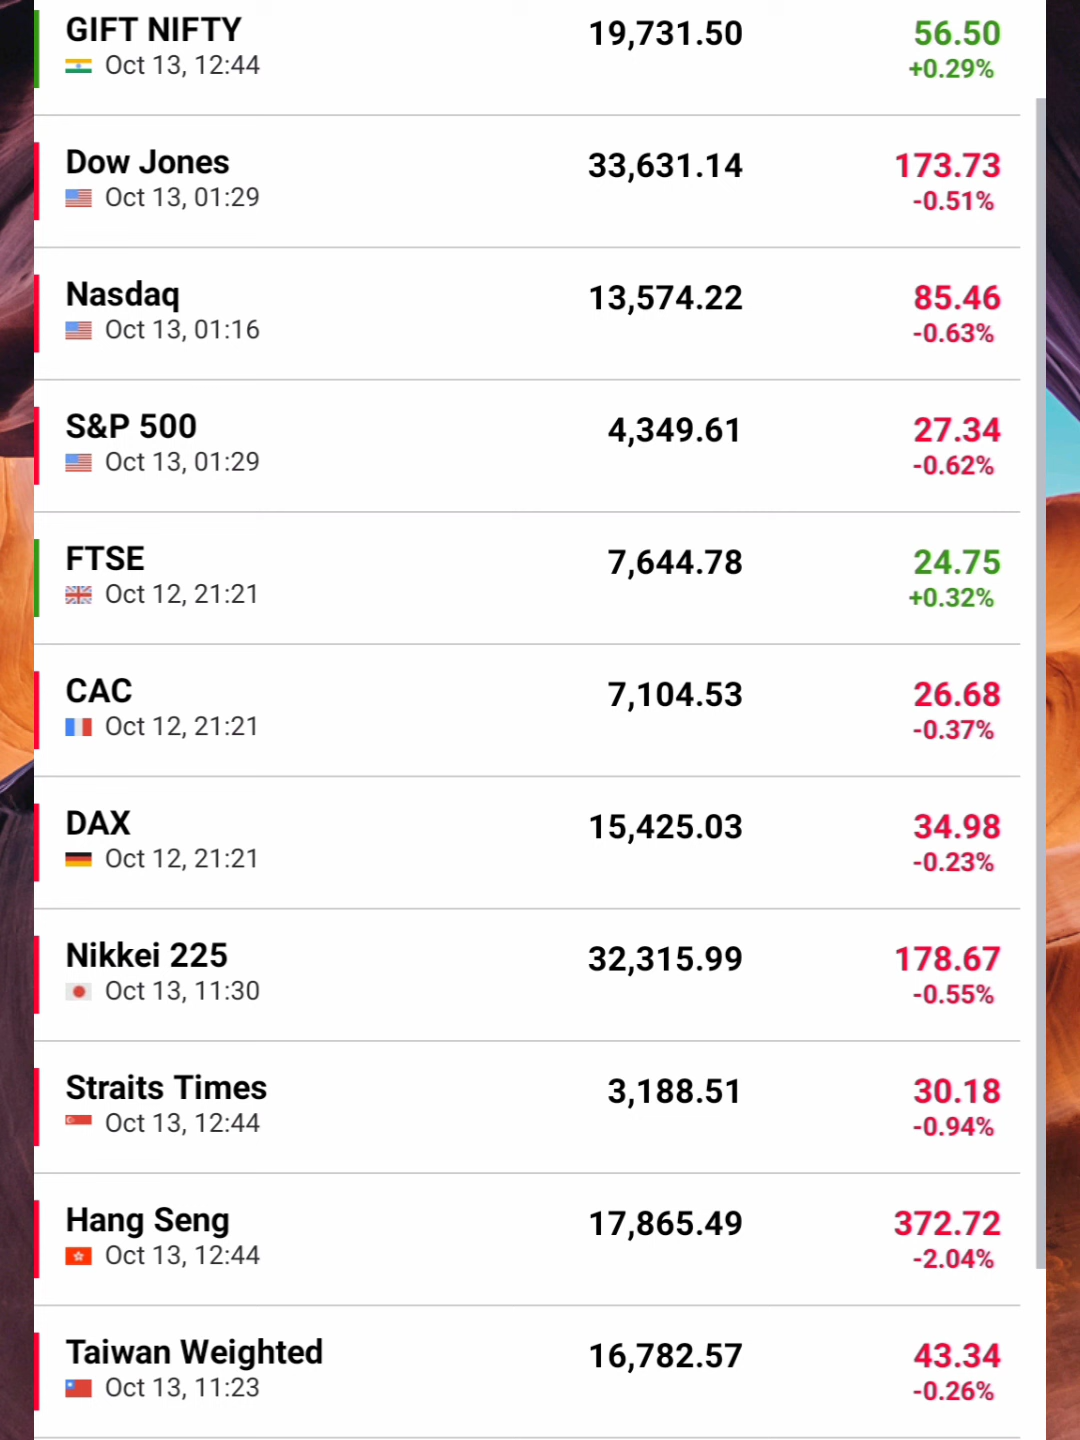 GIFT NIFTY 19,731.50 56.50
Oct 13, 12:44 +0.29%
Dow Jones 33,631.14 173.73
Oct 13, 01:29 -0.51%
Nasdaq 13,574.22 85.46
Oct 13, 01:16 -0.63%
S&P 500 4,349.61 27.34
Oct 13, 01:29 -0.62%
FTSE 7,644.78 24.75
Oct 12, 21:21 +0.32%
CAC 7,104.53 26.68
Oct 12, 21:21 -0.37%
DAX 15,425.03 34.98
Oct 12, 21:21 -0.23%
Nikkei 225 32,315.99 178.67
Oct 13, 11:30 -0.55%
Straits Times 3,188.51 30.18
Oct 13, 12:44 -0.94%
Hang Seng 17,865.49 372.72
Oct 13, 12:44 -2.04%
Taiwan Weighted 16,782.57 43.34
Oct 13, 11:23 -0.26%